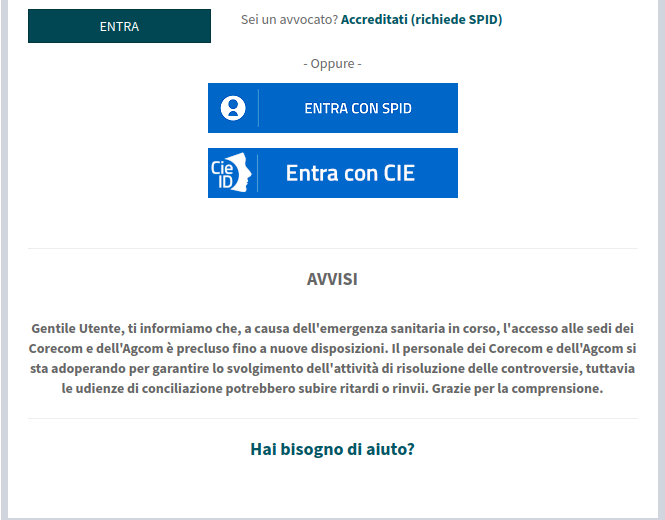 ENTRA
Sei un avvocato? Accreditati (richiede SPID)
- Oppure -
ENTRA CON SPID
Cie
ID
Entra con CIE
AVVISI
Gentile Utente, ti informiamo che, a causa dell'emergenza sanitaria in corso, l'accesso alle sedi dei
Corecom e dell'Agcom è precluso fino a nuove disposizioni. Il personale dei Corecom e dell'Agcom si
sta adoperando per garantire lo svolgimento dell'attività di risoluzione delle controversie, tuttavia
le udienze di conciliazione potrebbero subire ritardi o rinvii. Grazie per la comprensione.
Hai bisogno di aiuto?